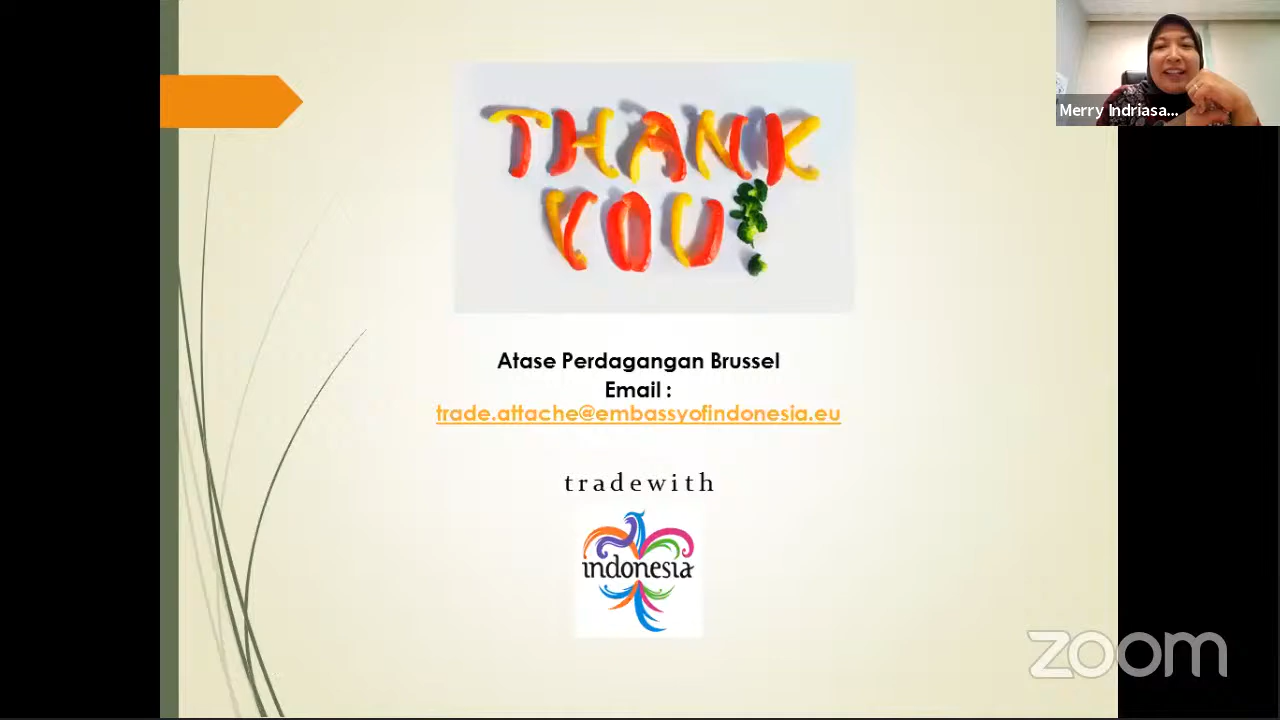 Merry Indriasa...
THANK
YOU!
Atase Perdagangan Brussel
Email :
trade.attache@embassyofindonesia.eu
tradewith
indonesia
zoom